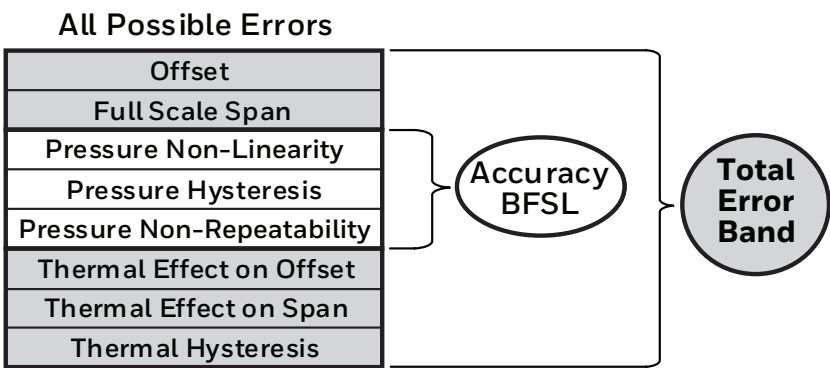 All Possible Errors
Offset
Full Scale Span
Pressure Non-Linearity
Pressure Hysteresis
Pressure Non-Repeatability
Thermal Effect on Offset
Thermal Effect on Span
Thermal Hysteresis
Accuracy
BFSL
Total
Error
Band